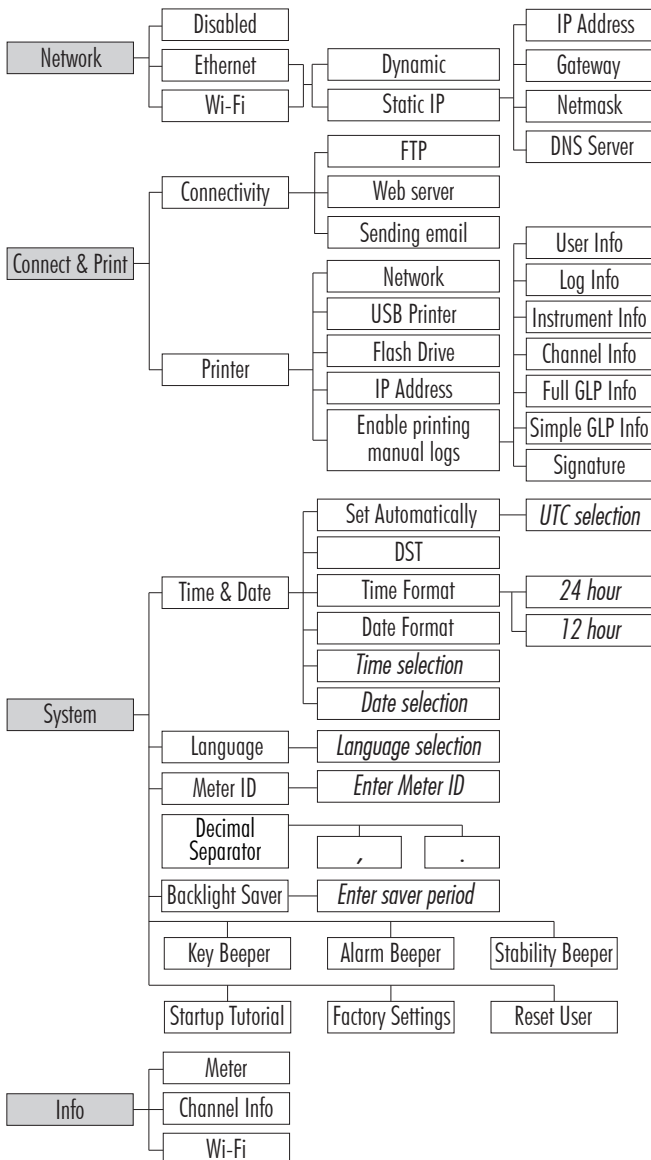 Network
Disabled
Ethernet
Wi-Fi
Dynamic
Static IP
IP Address
Gateway
Netmask
DNS Server
Connect & Print
Connectivity
FTP
Web server
Sending email
Printer
Network
USB Printer
Flash Drive
IP Address
Enable printing
manual logs
User Info
Log Info
Instrument Info
Channel Info
Full GLP Info
Simple GLP Info
Signature
System
Time & Date
Set Automatically
UTC selection
DST
Time Format
24 hour
12 hour
Date Format
Time selection
Date selection
Language
Language selection
Meter ID
Enter Meter ID
Decimal
Separator
,
.
Backlight Saver
Enter saver period
Key Beeper
Alarm Beeper
Stability Beeper
Startup Tutorial
Factory Settings
Reset User
Info
Meter
Channel Info
Wi-Fi